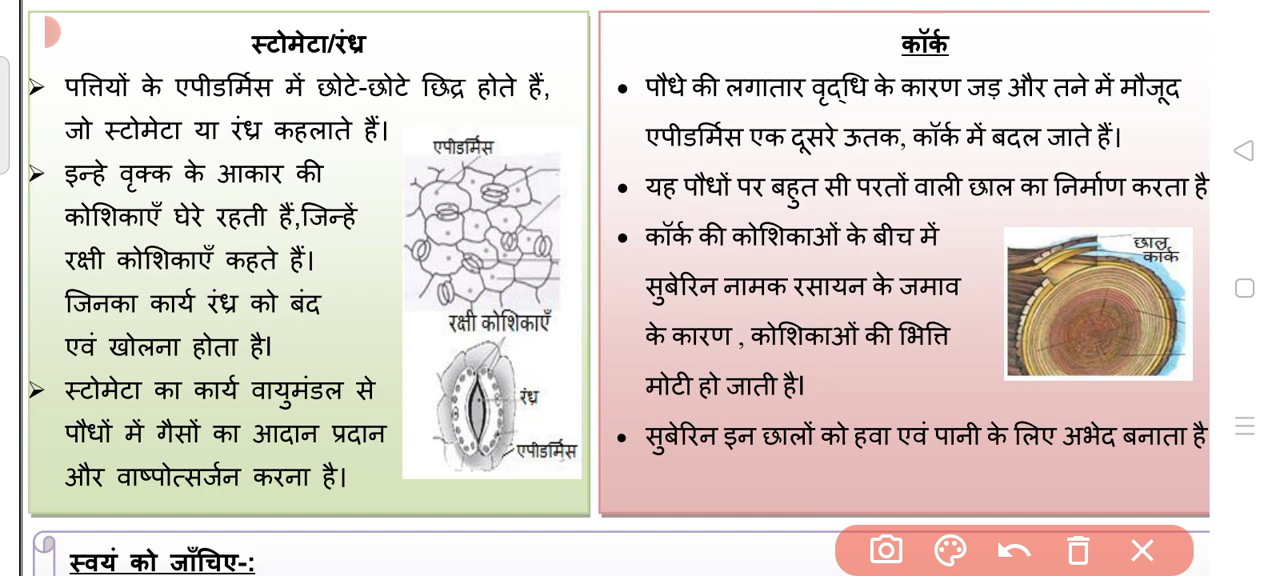 स्टोमेटा/रंध्र
पत्तियों के एपीडर्मिस में छोटे-छोटे छिद्र होते हैं,
जो स्टोमेटा या रंध्र कहलाते हैं।
इन्हे वृक्क के आकार की
कोशिकाएँ घेरे रहती हैं,जिन्हें
रक्षी कोशिकाएँ कहते हैं।
जिनका कार्य रंध्र को बंद
एवं खोलना होता है।
स्टोमेटा का कार्य वायुमंडल से
पौधों में गैसों का आदान प्रदान
और वाष्पोत्सर्जन करना है।
एपीडर्मिस
रक्षी कोशिकाएँ
रंध्र
एपीडर्मिस
कॉर्क
पौधे की लगातार वृद्धि के कारण जड़ और तने में मौजूद
एपीडर्मिस एक दूसरे ऊतक, कॉर्क में बदल जाते हैं।
यह पौधों पर बहुत सी परतों वाली छाल का निर्माण करता है
कॉर्क की कोशिकाओं के बीच में
सुबेरिन नामक रसायन के जमाव
के कारण , कोशिकाओं की भित्ति
मोटी हो जाती है।
सुबेरिन इन छालों को हवा एवं पानी के लिए अभेद बनाता है
छाल
कार्क
स्वयं को जाँचिए-: